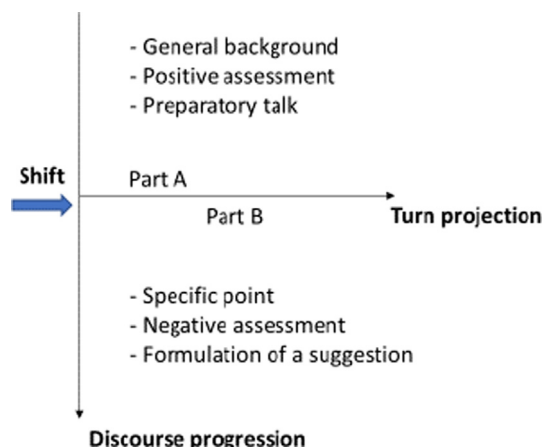 - General background
- Positive assessment
- Preparatory talk
Shift
Part A
Part B
Turn projection
- Specific point
- Negative assessment
- Formulation of a suggestion
Discourse progression